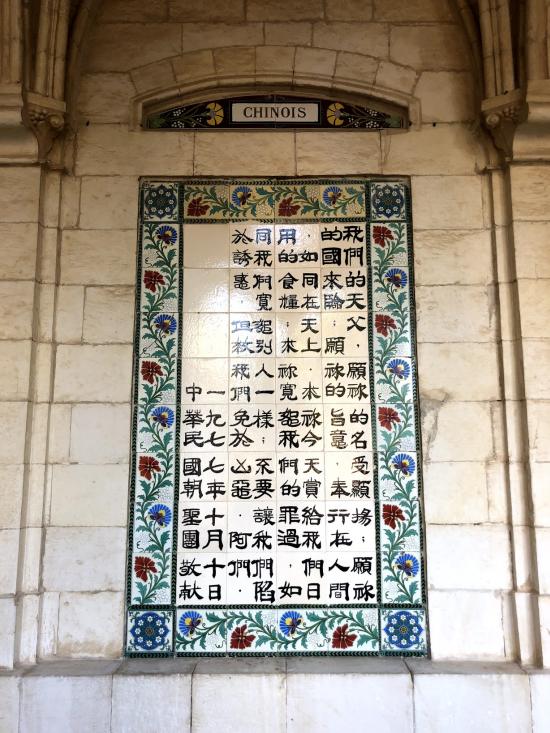 CHINOIS
我們的天父，願祢的名受顯揚；願祢
的國來臨；願祢的旨意，奉行在人間
，如同在天上。求祢今天賞給我們日
用的食糧；求祢寬恕我們的罪過，如
同我們寬恕別人一樣；不要讓我們陷
於誘惑，但救我們免於凶惡。阿們。
一九七七年十月十日
中華民國朝聖團敬獻